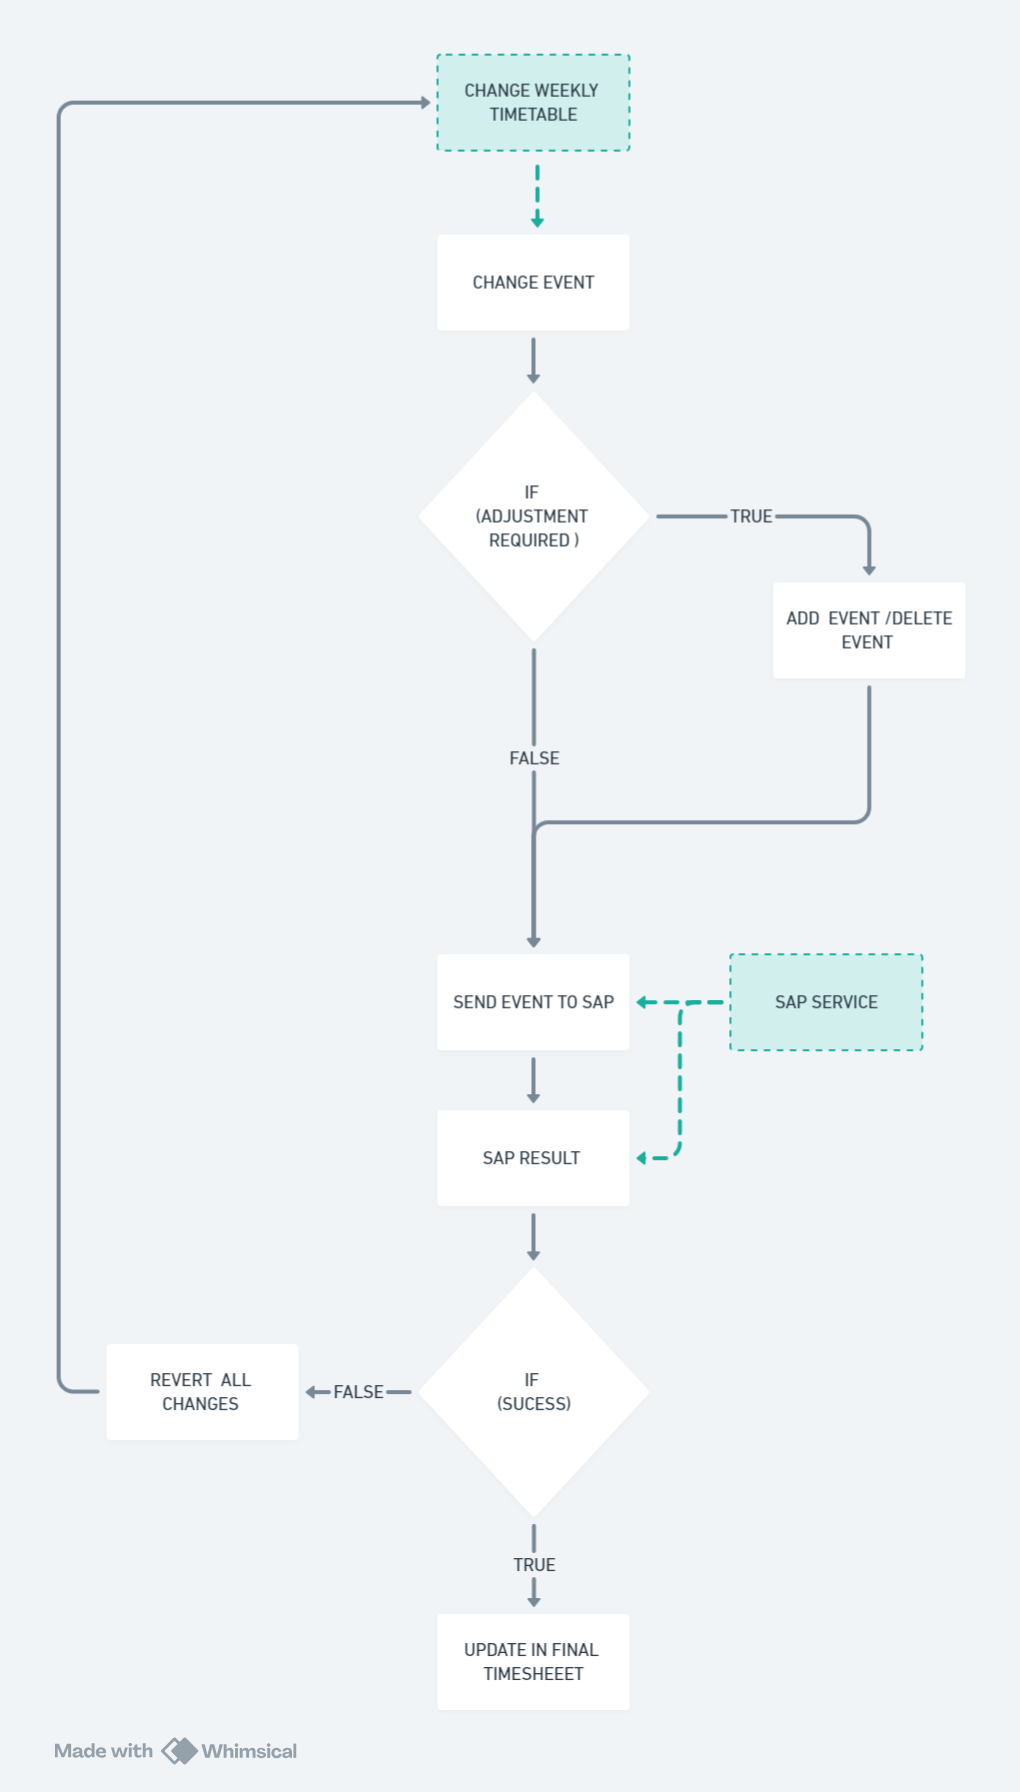 CHANGE WEEKLY
TIMETABLE
CHANGE EVENT
IF
(ADJUSTMENT
REQUIRED )
TRUE
ADD EVENT /DELETE
EVENT
FALSE
SEND EVENT TO SAP
SAP SERVICE
SAP RESULT
IF
(SUCESS)
FALSE
REVERT ALL
CHANGES
TRUE
UPDATE IN FINAL
TIMESHEEET
Made with Whimsical